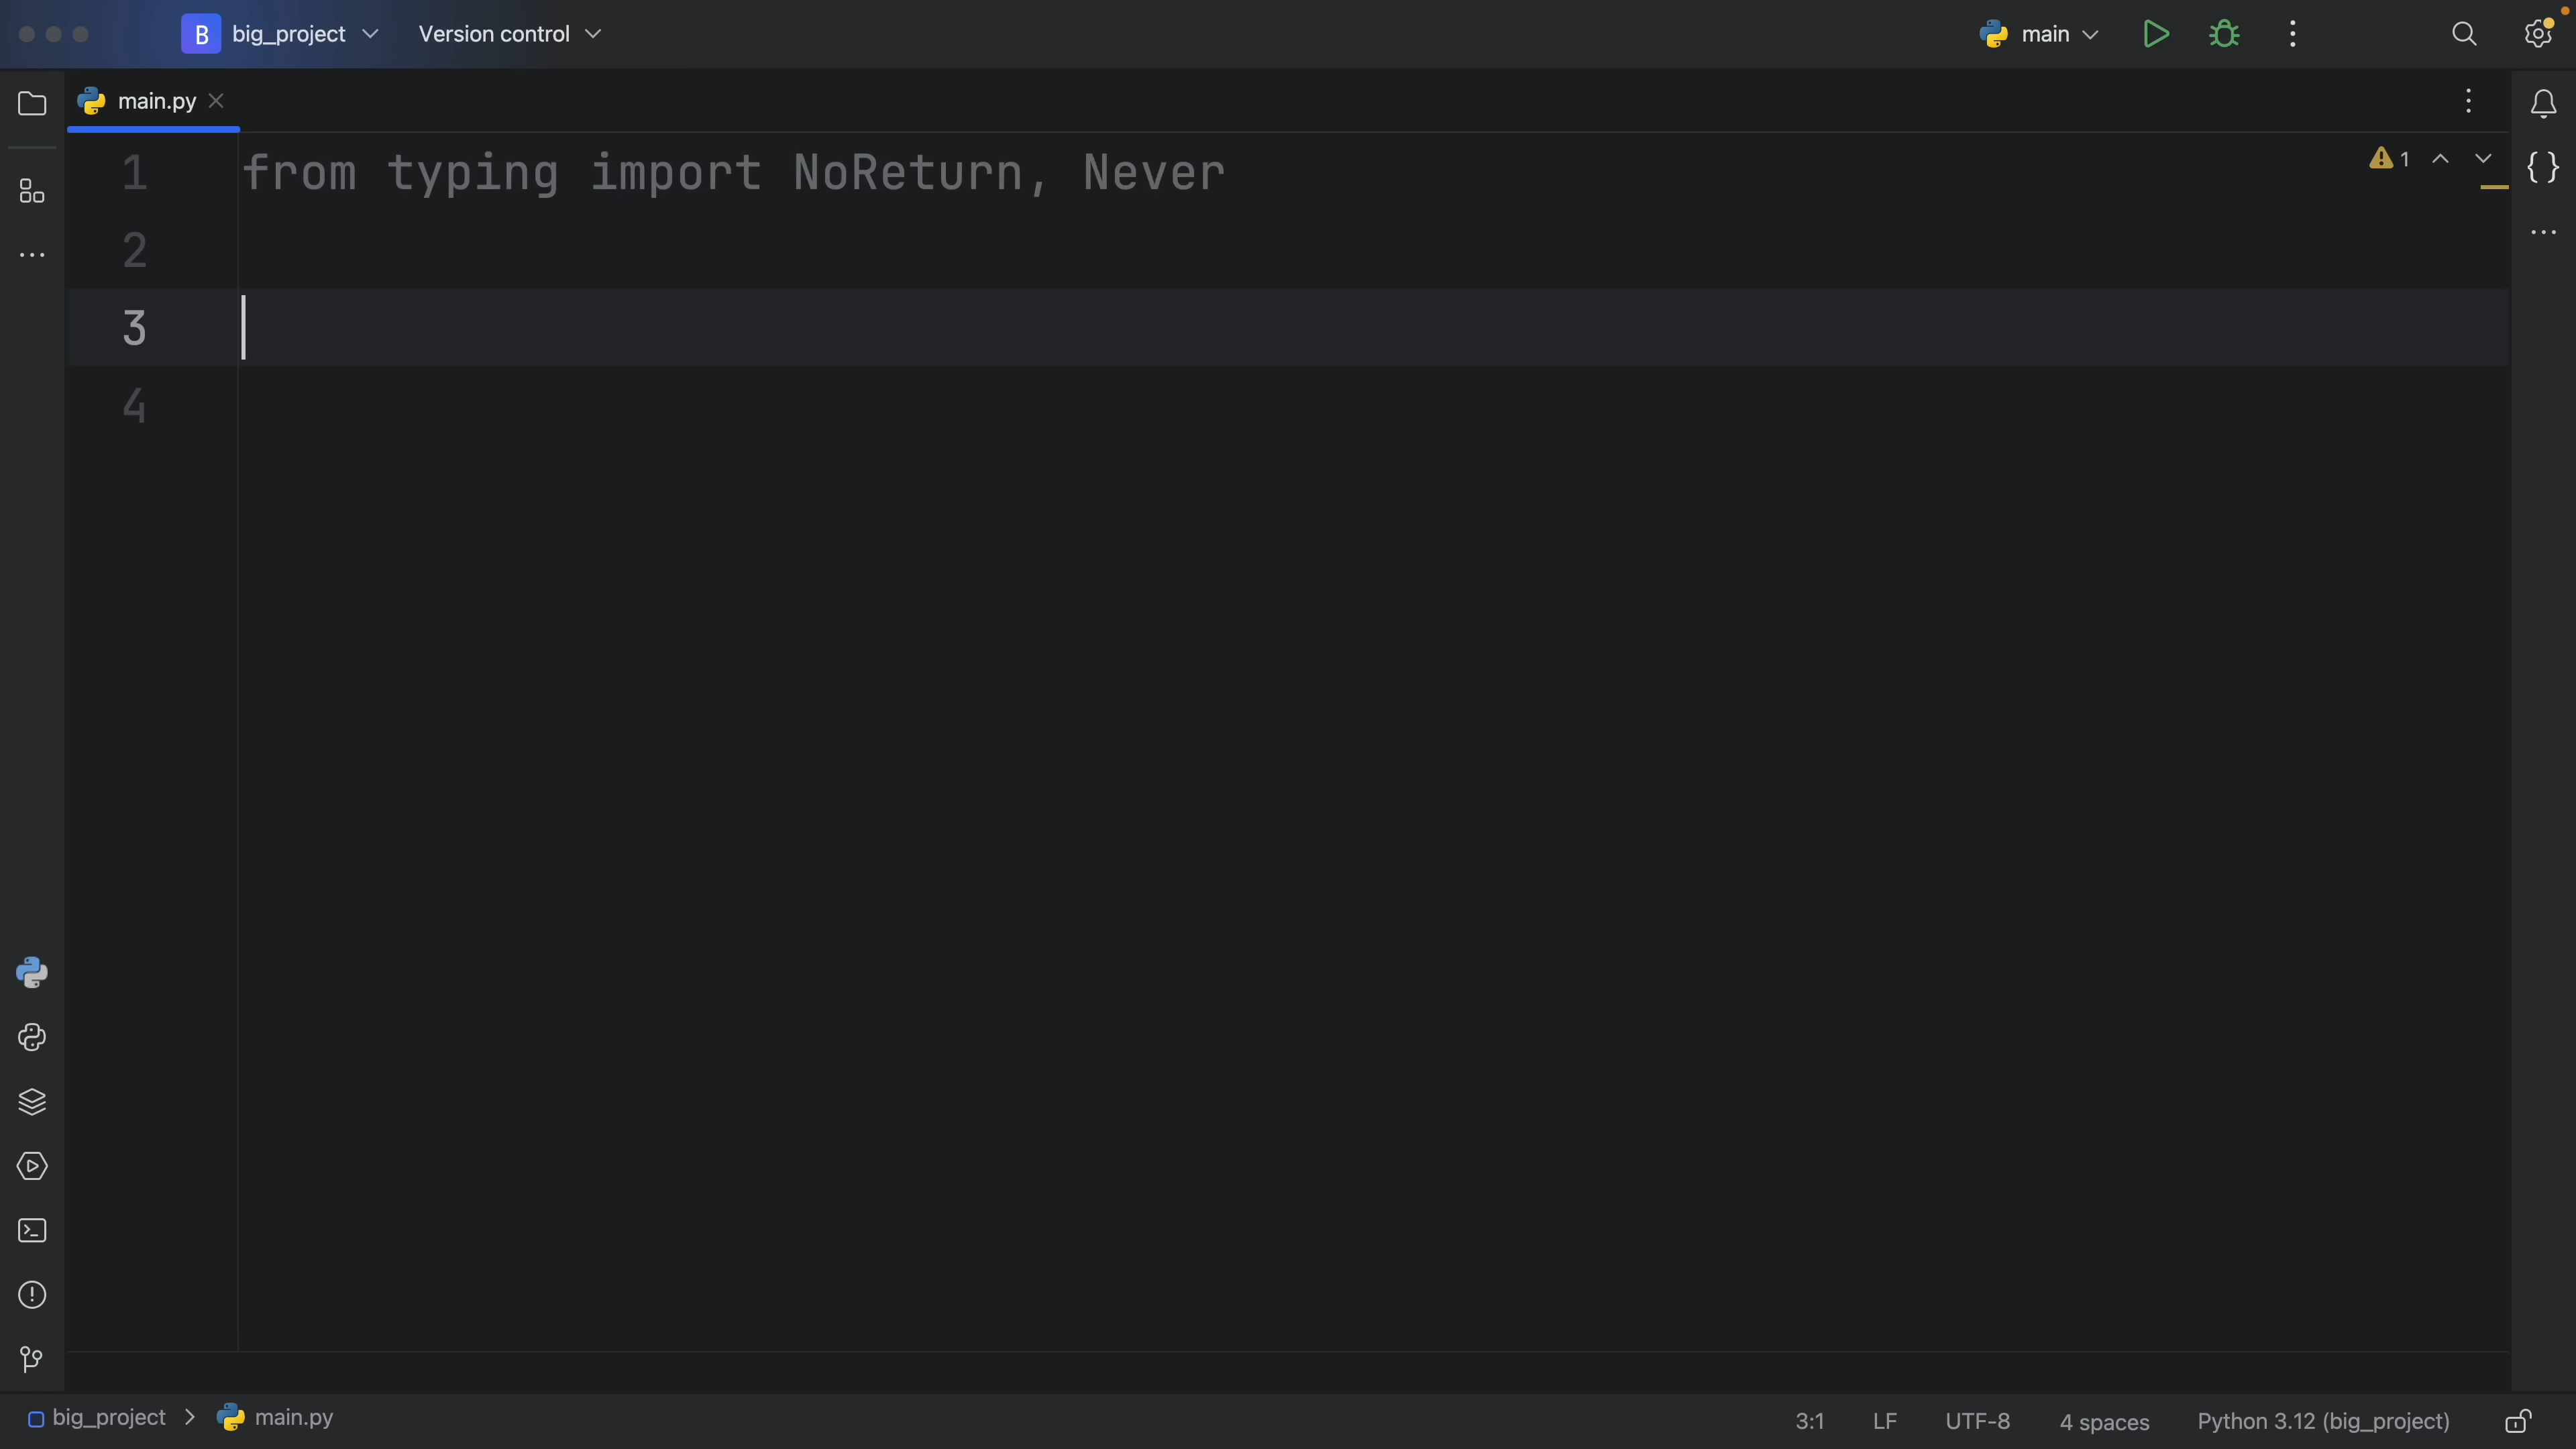 B big_project Version control main
main.py
1 from typing import NoReturn, Never
1
2
3
4
big_project main.py 3:1 LF UTF-8 4 spaces Python 3.12 (big_project)